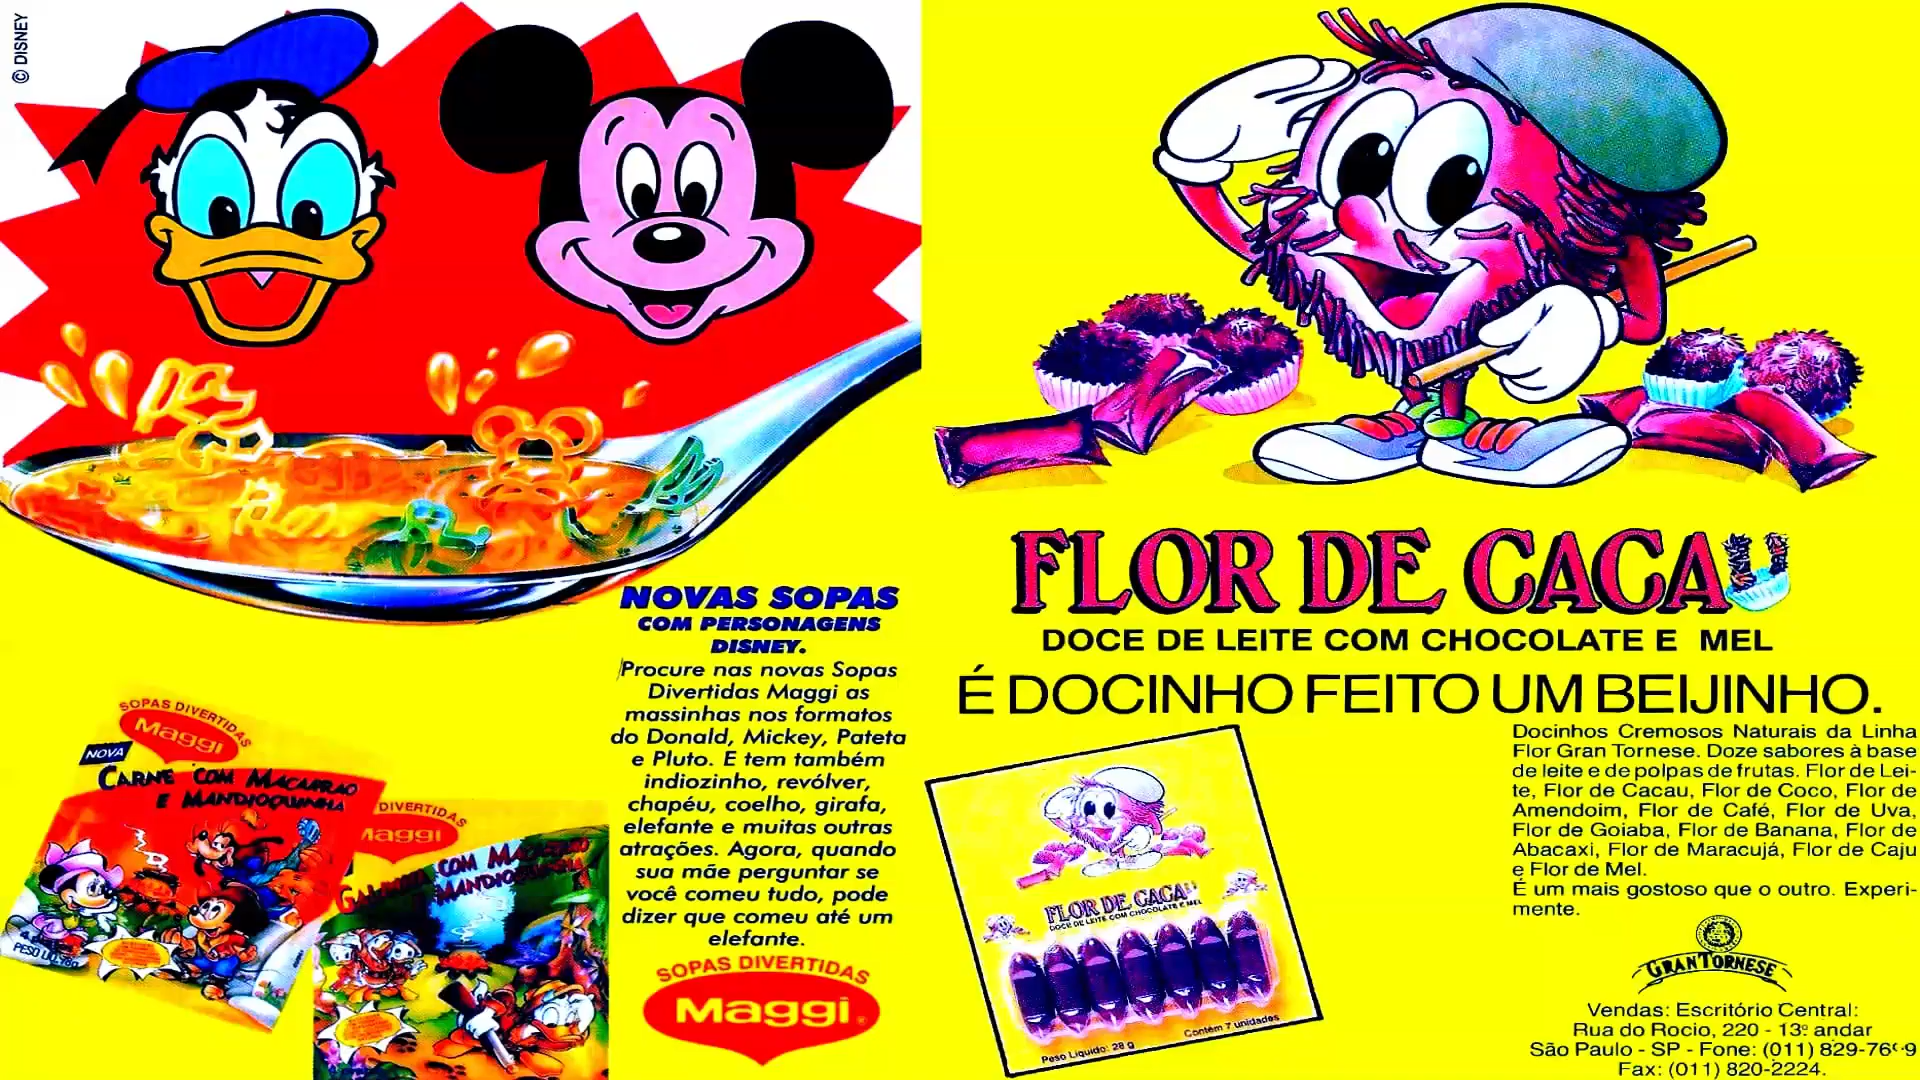 © DISNEY
NOVAS SOPAS
COM PERSONAGENS
DISNEY.
Procure nas novas Sopas
Divertidas Maggi as
massinhas nos formatos
do Donald, Mickey, Pateta
e Pluto. E tem também
indiozinho, revólver,
chapéu, coelho, girafa,
elefante e muitas outras
atrações. Agora, quando
sua mãe perguntar se
você comeu tudo, pode
dizer que comeu até um
elefante.
SOPAS DIVERTIDAS
Maggi
SOPAS DIVERTIDAS
Maggi
NOVA
CARNE COM MACARRÃO
E MANDIOQUINHA
PESO LIQ.
DIVERTIDAS
Maggi
GALINHA COM MACARRÃO
E MANDIOQUINHA
FLOR DE CACAU
DOCE DE LEITE COM CHOCOLATE E MEL
É DOCINHO FEITO UM BEIJINHO.
Docinhos Cremosos Naturais da Linha
Flor Gran Tornese. Doze sabores à base
de leite e de polpas de frutas. Flor de Lei-
te, Flor de Cacau, Flor de Coco, Flor de
Amendoim, Flor de Café, Flor de Uva,
Flor de Goiaba, Flor de Banana, Flor de
Abacaxi, Flor de Maracujá, Flor de Caju
e Flor de Mel.
É um mais gostoso que o outro. Experi-
mente.
GRAN TORNESE
Vendas: Escritório Central:
Rua do Rocio, 220 - 13º andar
São Paulo - SP - Fone: (011)
Fax: (011) 820-2224.
FLOR DE CACAU
DOCE DE LEITE COM CHOCOLATE E MEL
Peso Líquido: 28 g
Contém 7 unidades